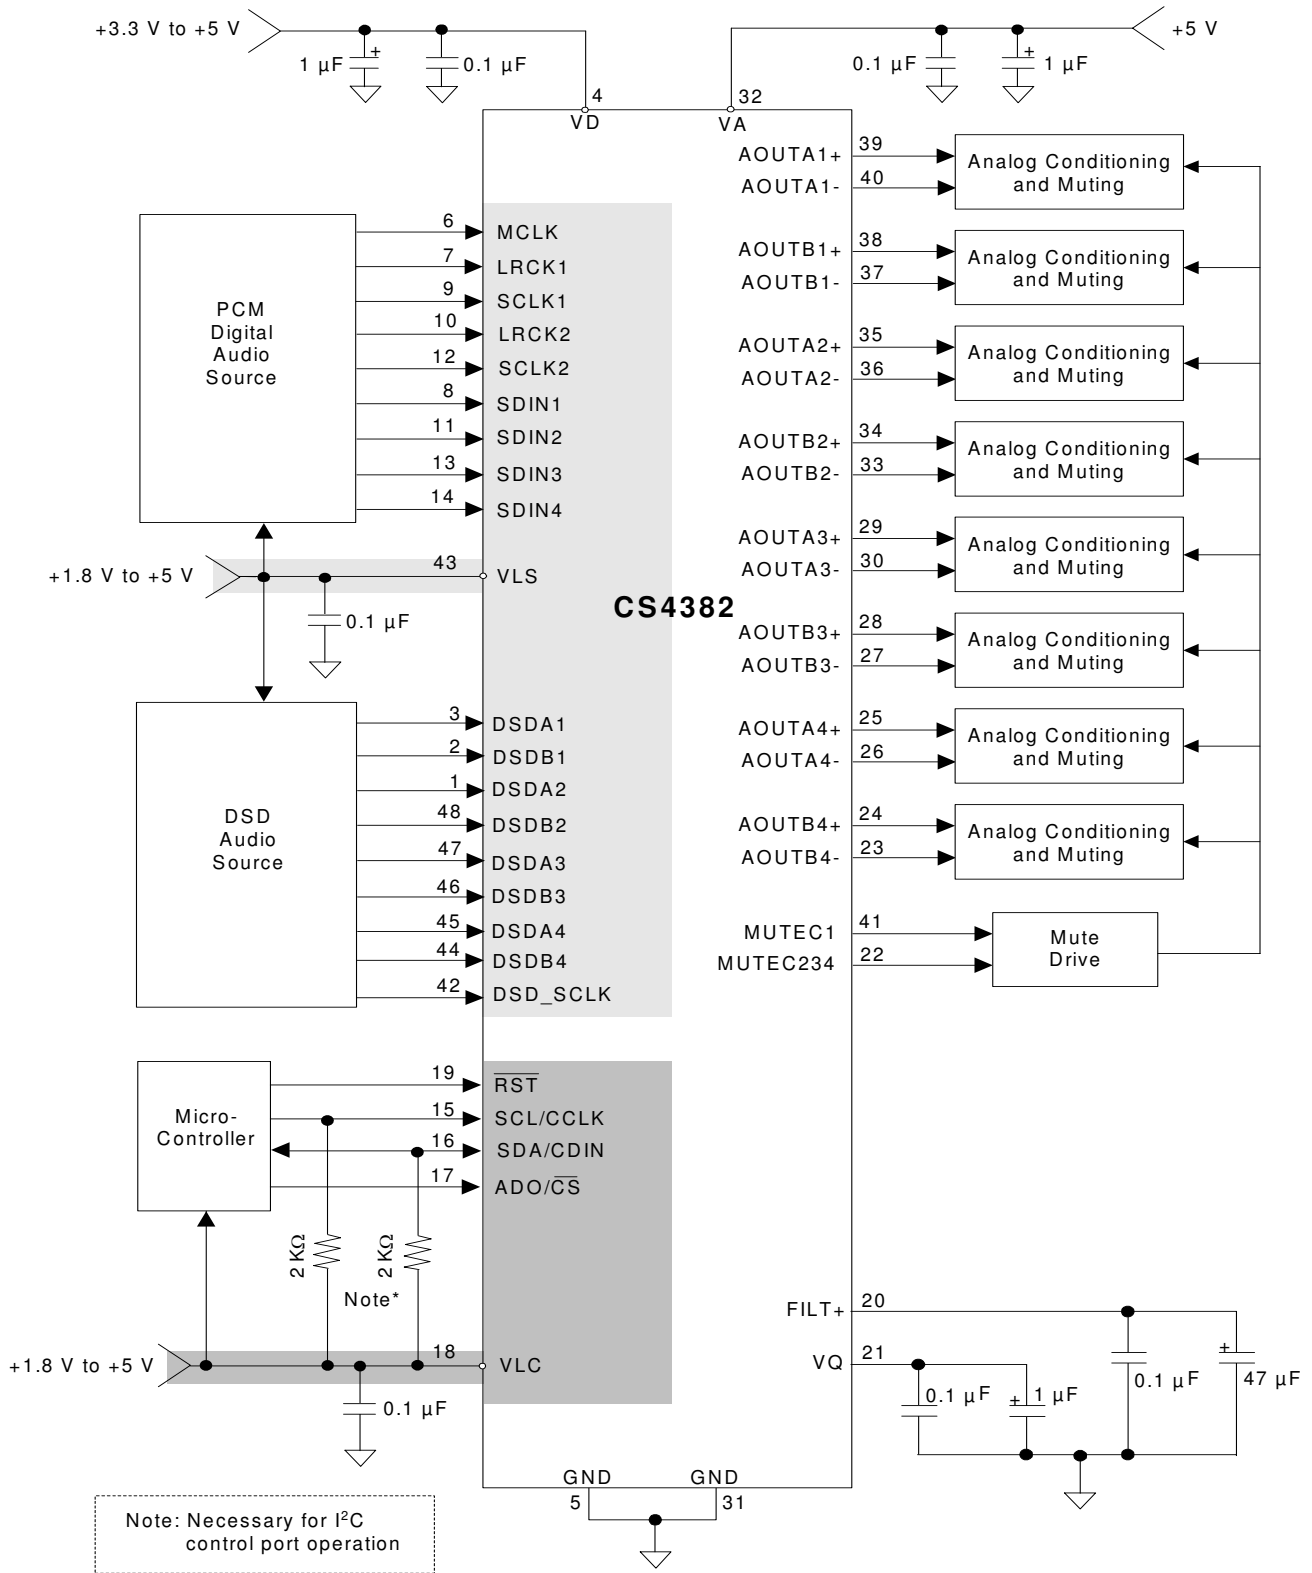 +3.3 V to +5 V
1 µF
+
0.1 µF
0.1 µF
+
1 µF
+5 V
4
32
VD
VA
PCM
Digital
Audio
Source
6
MCLK
7
LRCK1
9
SCLK1
10
LRCK2
12
SCLK2
8
SDIN1
11
SDIN2
13
SDIN3
14
SDIN4
+1.8 V to +5 V
43
VLS
0.1 µF
CS4382
DSD
Audio
Source
3
DSDA1
2
DSDB1
1
DSDA2
48
DSDB2
47
DSDA3
46
DSDB3
45
DSDA4
44
DSDB4
42
DSD_SCLK
Micro-
Controller
19
RST
15
SCL/CCLK
16
SDA/CDIN
17
ADO/CS
2 KΩ
2 KΩ
Note*
+1.8 V to +5 V
18
VLC
0.1 µF
AOUTA1+
39
AOUTA1-
40
Analog Conditioning
and Muting
AOUTB1+
38
AOUTB1-
37
Analog Conditioning
and Muting
AOUTA2+
35
AOUTA2-
36
Analog Conditioning
and Muting
AOUTB2+
34
AOUTB2-
33
Analog Conditioning
and Muting
AOUTA3+
29
AOUTA3-
30
Analog Conditioning
and Muting
AOUTB3+
28
AOUTB3-
27
Analog Conditioning
and Muting
AOUTA4+
25
AOUTA4-
26
Analog Conditioning
and Muting
AOUTB4+
24
AOUTB4-
23
Analog Conditioning
and Muting
MUTEC1
41
MUTEC234
22
Mute
Drive
FILT+
20
VQ
21
0.1 µF
+
1 µF
0.1 µF
+
47 µF
GND
GND
5
31
Note: Necessary for I²C
control port operation